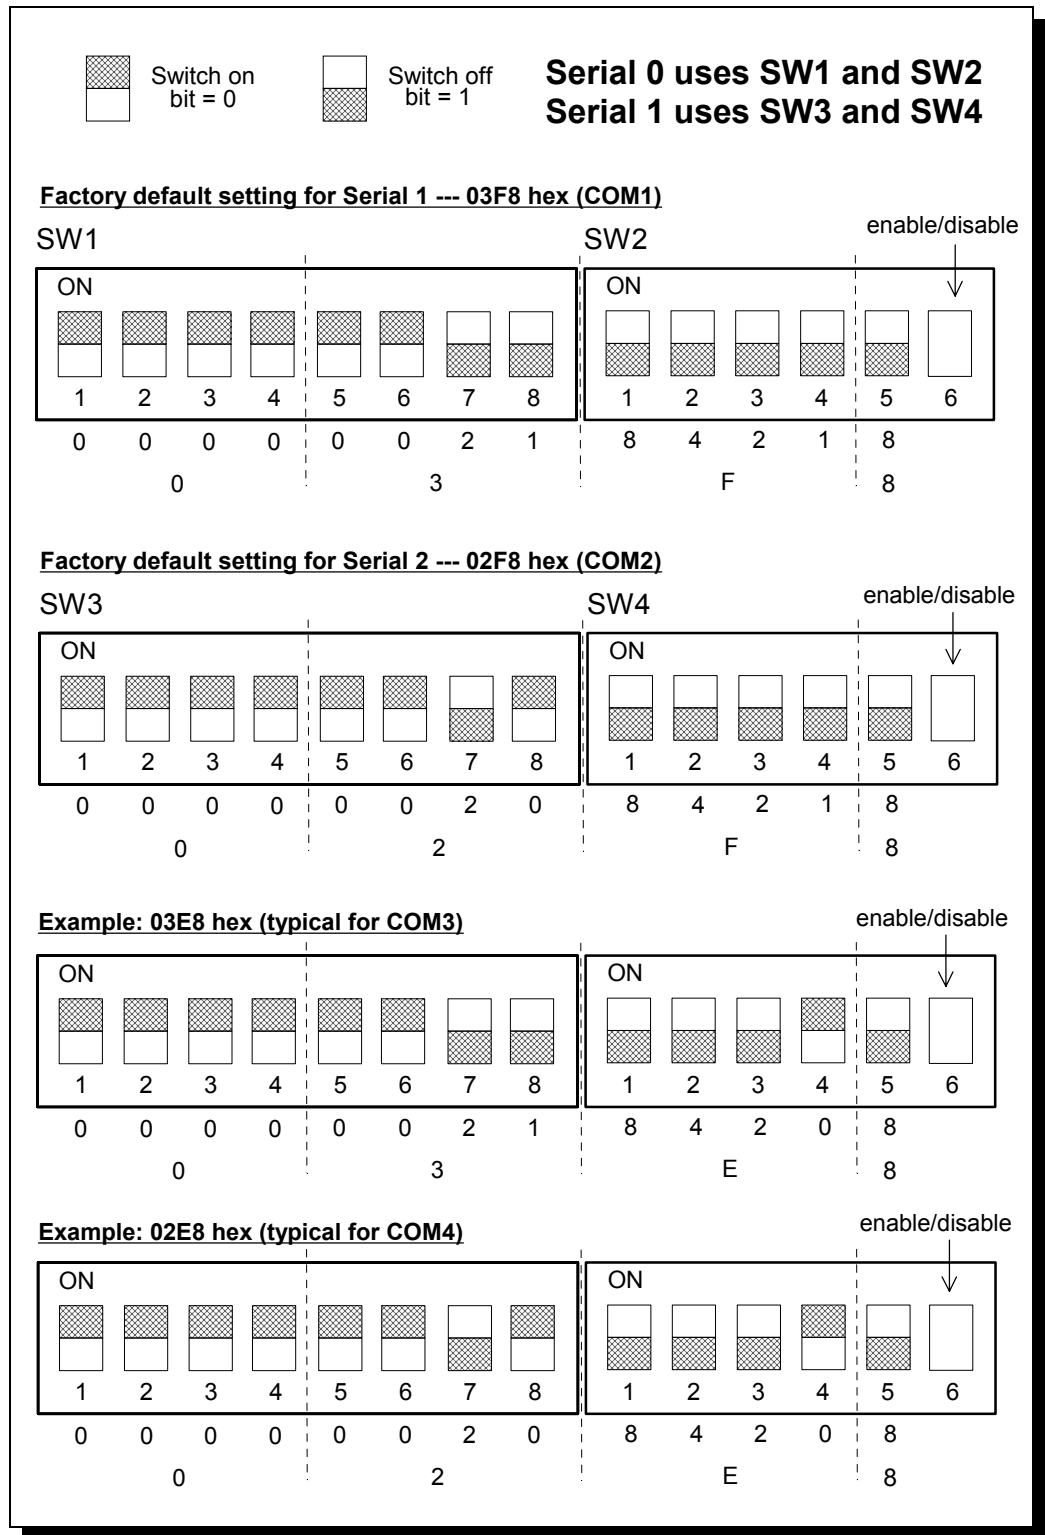 Switch on
bit = 0
Switch off
bit = 1
Serial 0 uses SW1 and SW2
Serial 1 uses SW3 and SW4
Factory default setting for Serial 1 --- 03F8 hex (COM1)
enable/disable
SW1 SW2
ON ON
1 2 3 4 5 6 7 8 1 2 3 4 5 6
0 0 0 0 0 0 2 1 8 4 2 1 8
0 3 F 8
Factory default setting for Serial 2 --- 02F8 hex (COM2)
enable/disable
SW3 SW4
ON ON
1 2 3 4 5 6 7 8 1 2 3 4 5 6
0 0 0 0 0 0 2 0 8 4 2 1 8
0 2 F 8
Example: 03E8 hex (typical for COM3)
enable/disable
ON ON
1 2 3 4 5 6 7 8 1 2 3 4 5 6
0 0 0 0 0 0 2 1 8 4 2 0 8
0 3 E 8
Example: 02E8 hex (typical for COM4)
enable/disable
ON ON
1 2 3 4 5 6 7 8 1 2 3 4 5 6
0 0 0 0 0 0 2 0 8 4 2 0 8
0 2 E 8